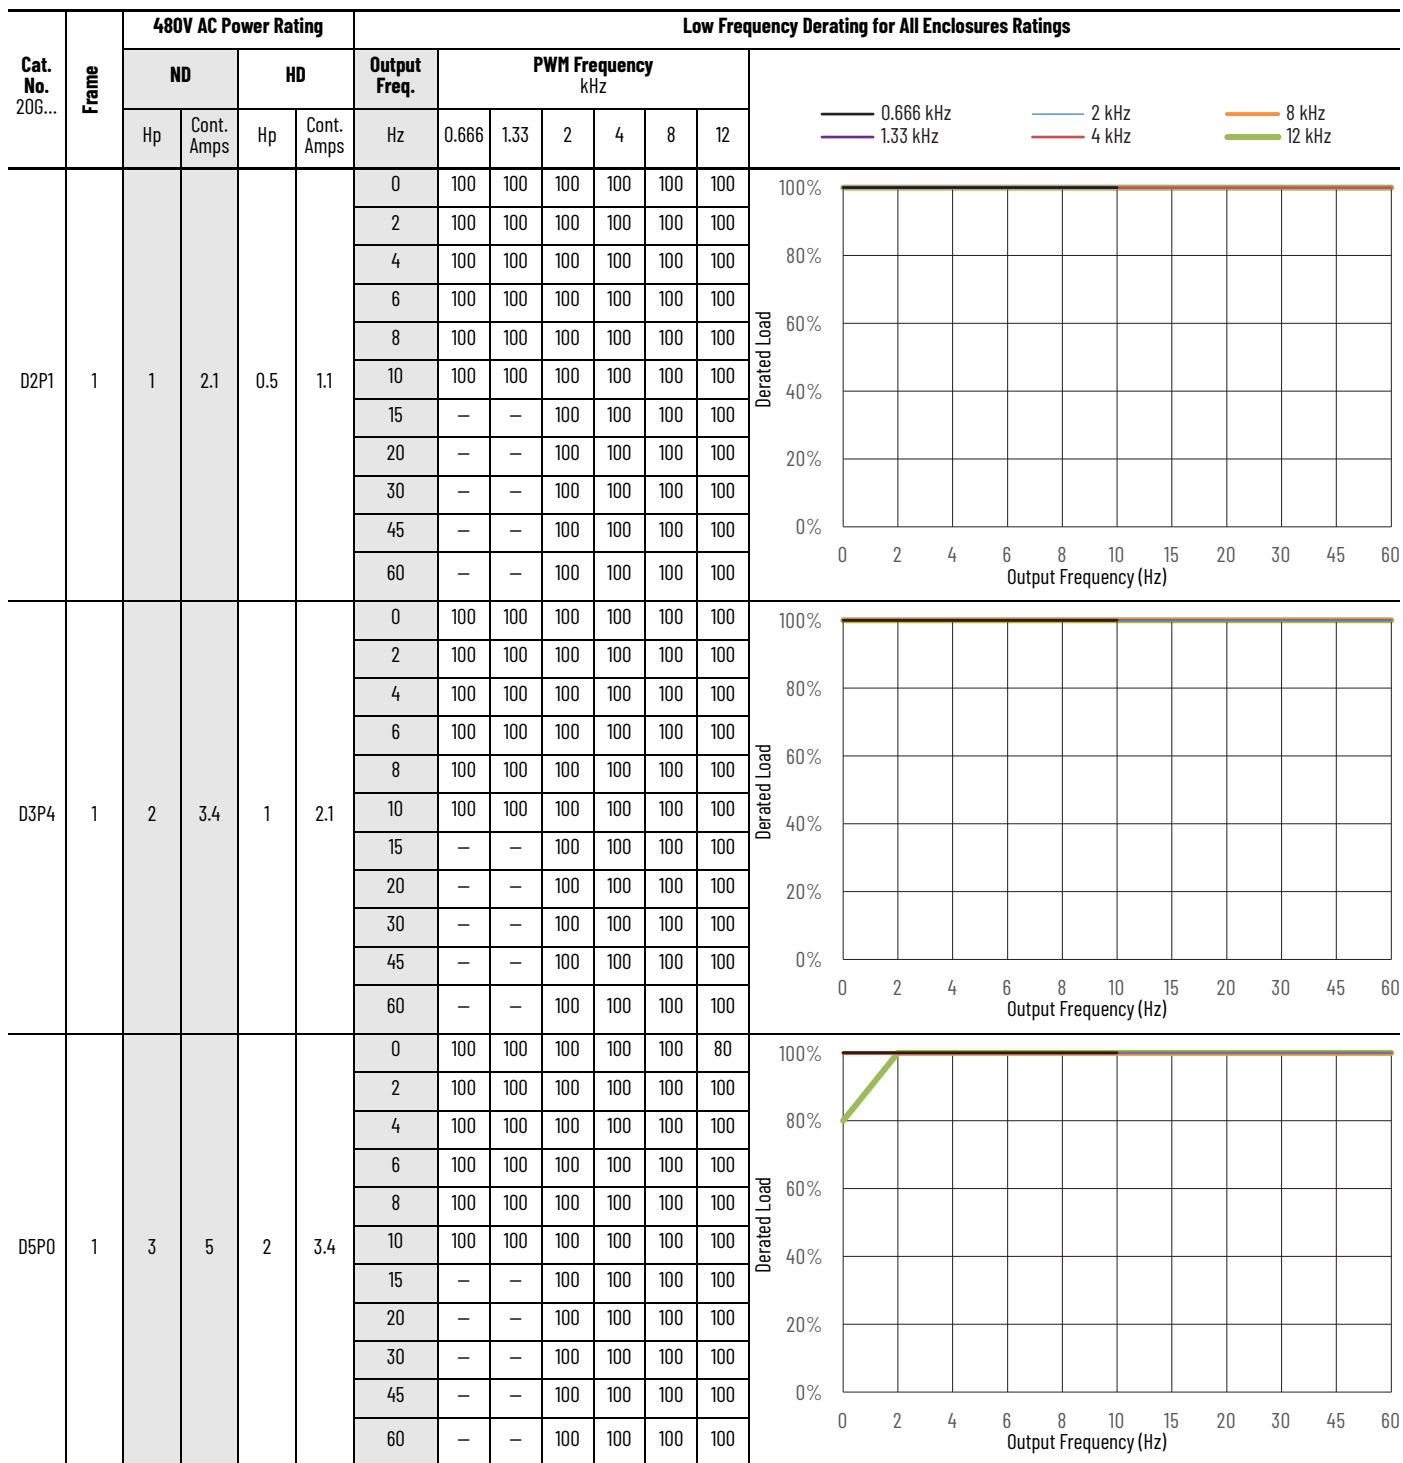 480V AC Power Rating Low Frequency Derating for All Enclosures Ratings
Cat. No. 20G... Frame ND HD Output Freq. PWM Frequency kHz
Hp Cont. Amps Hp Cont. Amps Hz 0.666 1.33 2 4 8 12
0.666 kHz 2 kHz 8 kHz
1.33 kHz 4 kHz 12 kHz
D2P1 1 1 2.1 0.5 1.1
0 100 100 100 100 100 100
2 100 100 100 100 100 100
4 100 100 100 100 100 100
6 100 100 100 100 100 100
8 100 100 100 100 100 100
10 100 100 100 100 100 100
15 – – 100 100 100 100
20 – – 100 100 100 100
30 – – 100 100 100 100
45 – – 100 100 100 100
60 – – 100 100 100 100
Derated Load
100%
80%
60%
40%
20%
0%
0 2 4 6 8 10 15 20 30 45 60
Output Frequency (Hz)
D3P4 1 2 3.4 1 2.1
0 100 100 100 100 100 100
2 100 100 100 100 100 100
4 100 100 100 100 100 100
6 100 100 100 100 100 100
8 100 100 100 100 100 100
10 100 100 100 100 100 100
15 – – 100 100 100 100
20 – – 100 100 100 100
30 – – 100 100 100 100
45 – – 100 100 100 100
60 – – 100 100 100 100
Derated Load
100%
80%
60%
40%
20%
0%
0 2 4 6 8 10 15 20 30 45 60
Output Frequency (Hz)
D5P0 1 3 5 2 3.4
0 100 100 100 100 100 80
2 100 100 100 100 100 100
4 100 100 100 100 100 100
6 100 100 100 100 100 100
8 100 100 100 100 100 100
10 100 100 100 100 100 100
15 – – 100 100 100 100
20 – – 100 100 100 100
30 – – 100 100 100 100
45 – – 100 100 100 100
60 – – 100 100 100 100
Derated Load
100%
80%
60%
40%
20%
0%
0 2 4 6 8 10 15 20 30 45 60
Output Frequency (Hz)